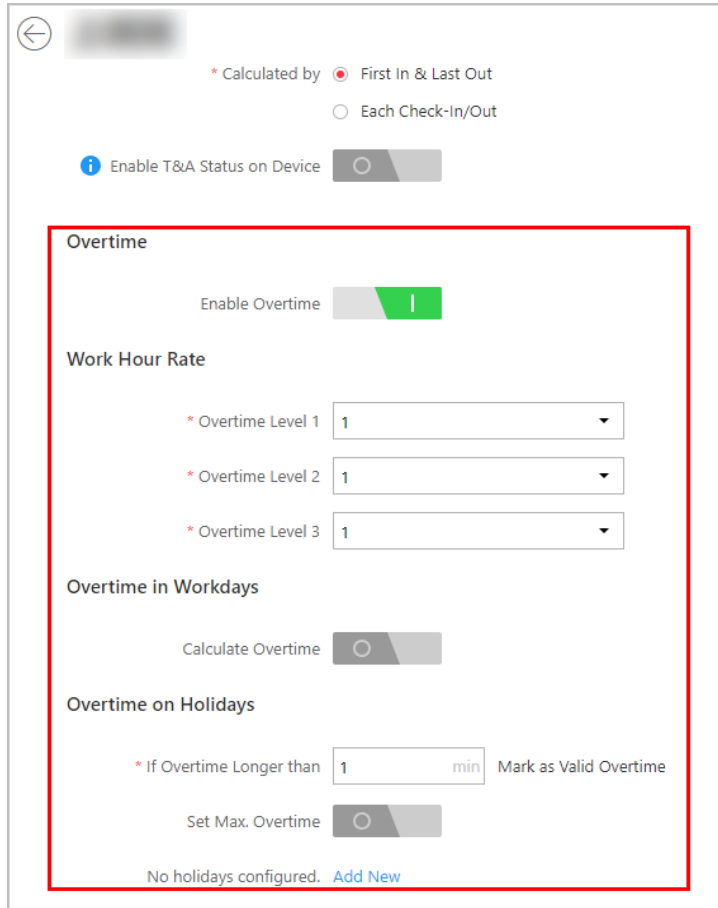 * Calculated by First In & Last Out
Each Check-In/Out
Enable T&A Status on Device
Overtime
Enable Overtime
Work Hour Rate
* Overtime Level 1 1
* Overtime Level 2 1
* Overtime Level 3 1
Overtime in Workdays
Calculate Overtime
Overtime on Holidays
* If Overtime Longer than 1 min Mark as Valid Overtime
Set Max. Overtime
No holidays configured. Add New